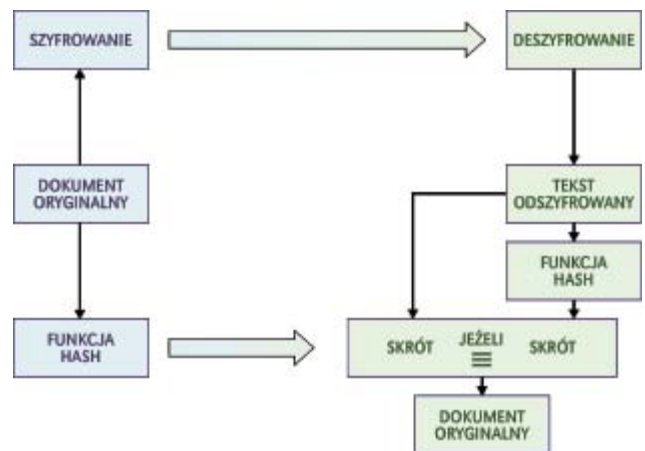 SZYFROWANIE
DESZYFROWANIE
DOKUMENT
ORYGINALNY
TEKST
ODSZYFROWANY
FUNKCJA
HASH
FUNKCJA
HASH
SKRÓT JEŻELI SKRÓT
≡
DOKUMENT
ORYGINALNY